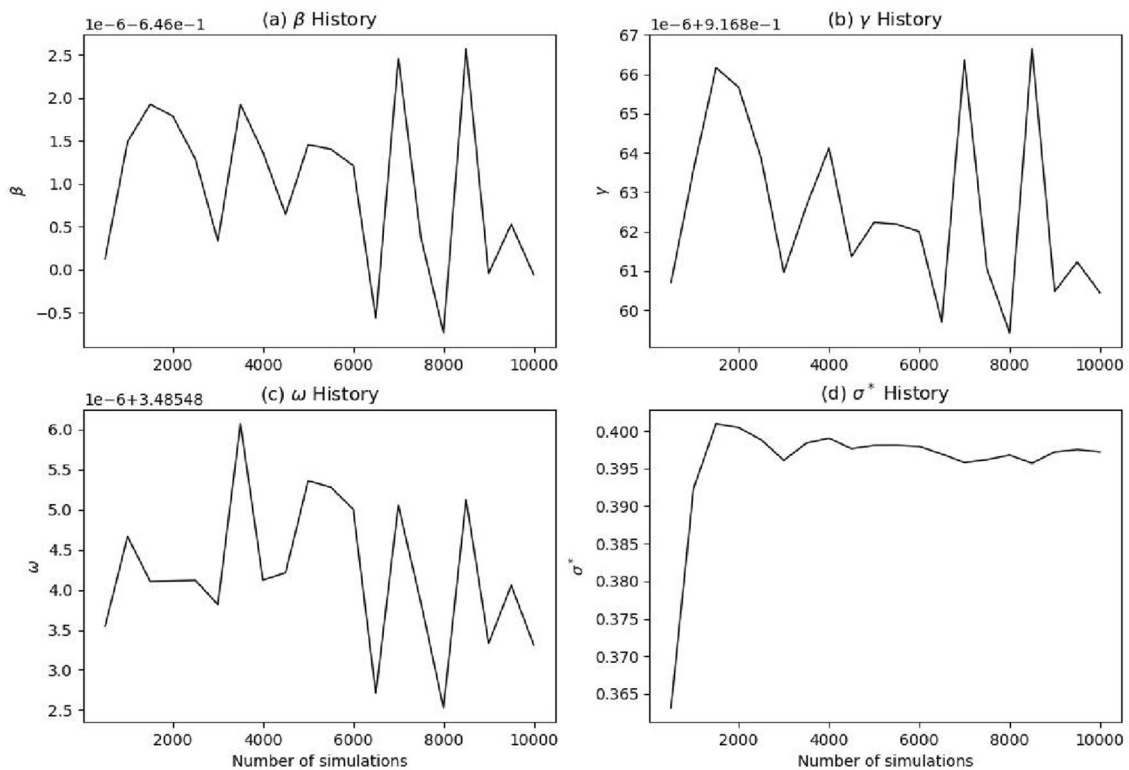 (a) β History
1e−6−6.46e−1
2.5
2.0
1.5
1.0
0.5
0.0
−0.5
β
2000 4000 6000 8000 10000
(b) γ History
1e−6+9.168e−1
67
66
65
64
63
62
61
60
γ
2000 4000 6000 8000 10000
(c) ω History
1e−6+3.48548
6.0
5.5
5.0
4.5
4.0
3.5
3.0
2.5
ω
2000 4000 6000 8000 10000
Number of simulations
(d) σ* History
0.400
0.395
0.390
0.385
0.380
0.375
0.370
0.365
σ*
2000 4000 6000 8000 10000
Number of simulations